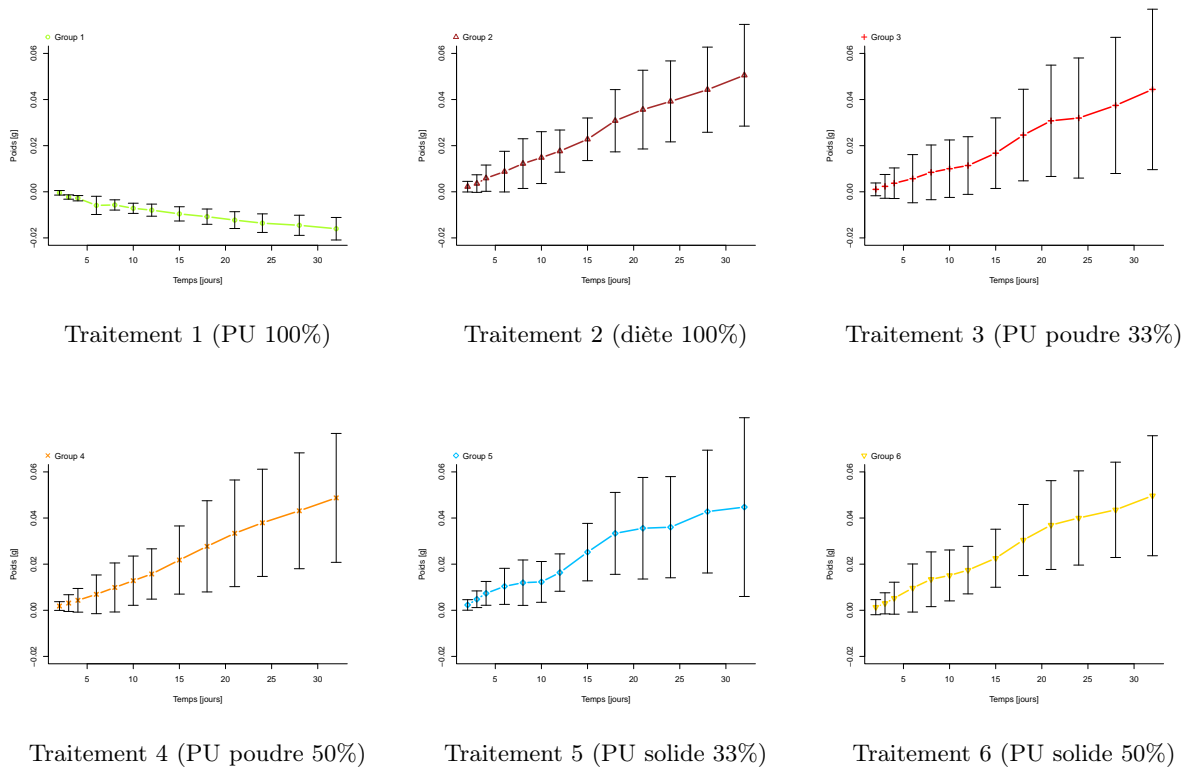 Group 1
Poids [g]
−0.02 0.00 0.02 0.04 0.06
5 10 15 20 25 30
Temps [jours]
Traitement 1 (PU 100%)
Group 2
Poids [g]
−0.02 0.00 0.02 0.04 0.06
5 10 15 20 25 30
Temps [jours]
Traitement 2 (diète 100%)
Group 3
Poids [g]
−0.02 0.00 0.02 0.04 0.06
5 10 15 20 25 30
Temps [jours]
Traitement 3 (PU poudre 33%)
Group 4
Poids [g]
−0.02 0.00 0.02 0.04 0.06
5 10 15 20 25 30
Temps [jours]
Traitement 4 (PU poudre 50%)
Group 5
Poids [g]
−0.02 0.00 0.02 0.04 0.06
5 10 15 20 25 30
Temps [jours]
Traitement 5 (PU solide 33%)
Group 6
Poids [g]
−0.02 0.00 0.02 0.04 0.06
5 10 15 20 25 30
Temps [jours]
Traitement 6 (PU solide 50%)